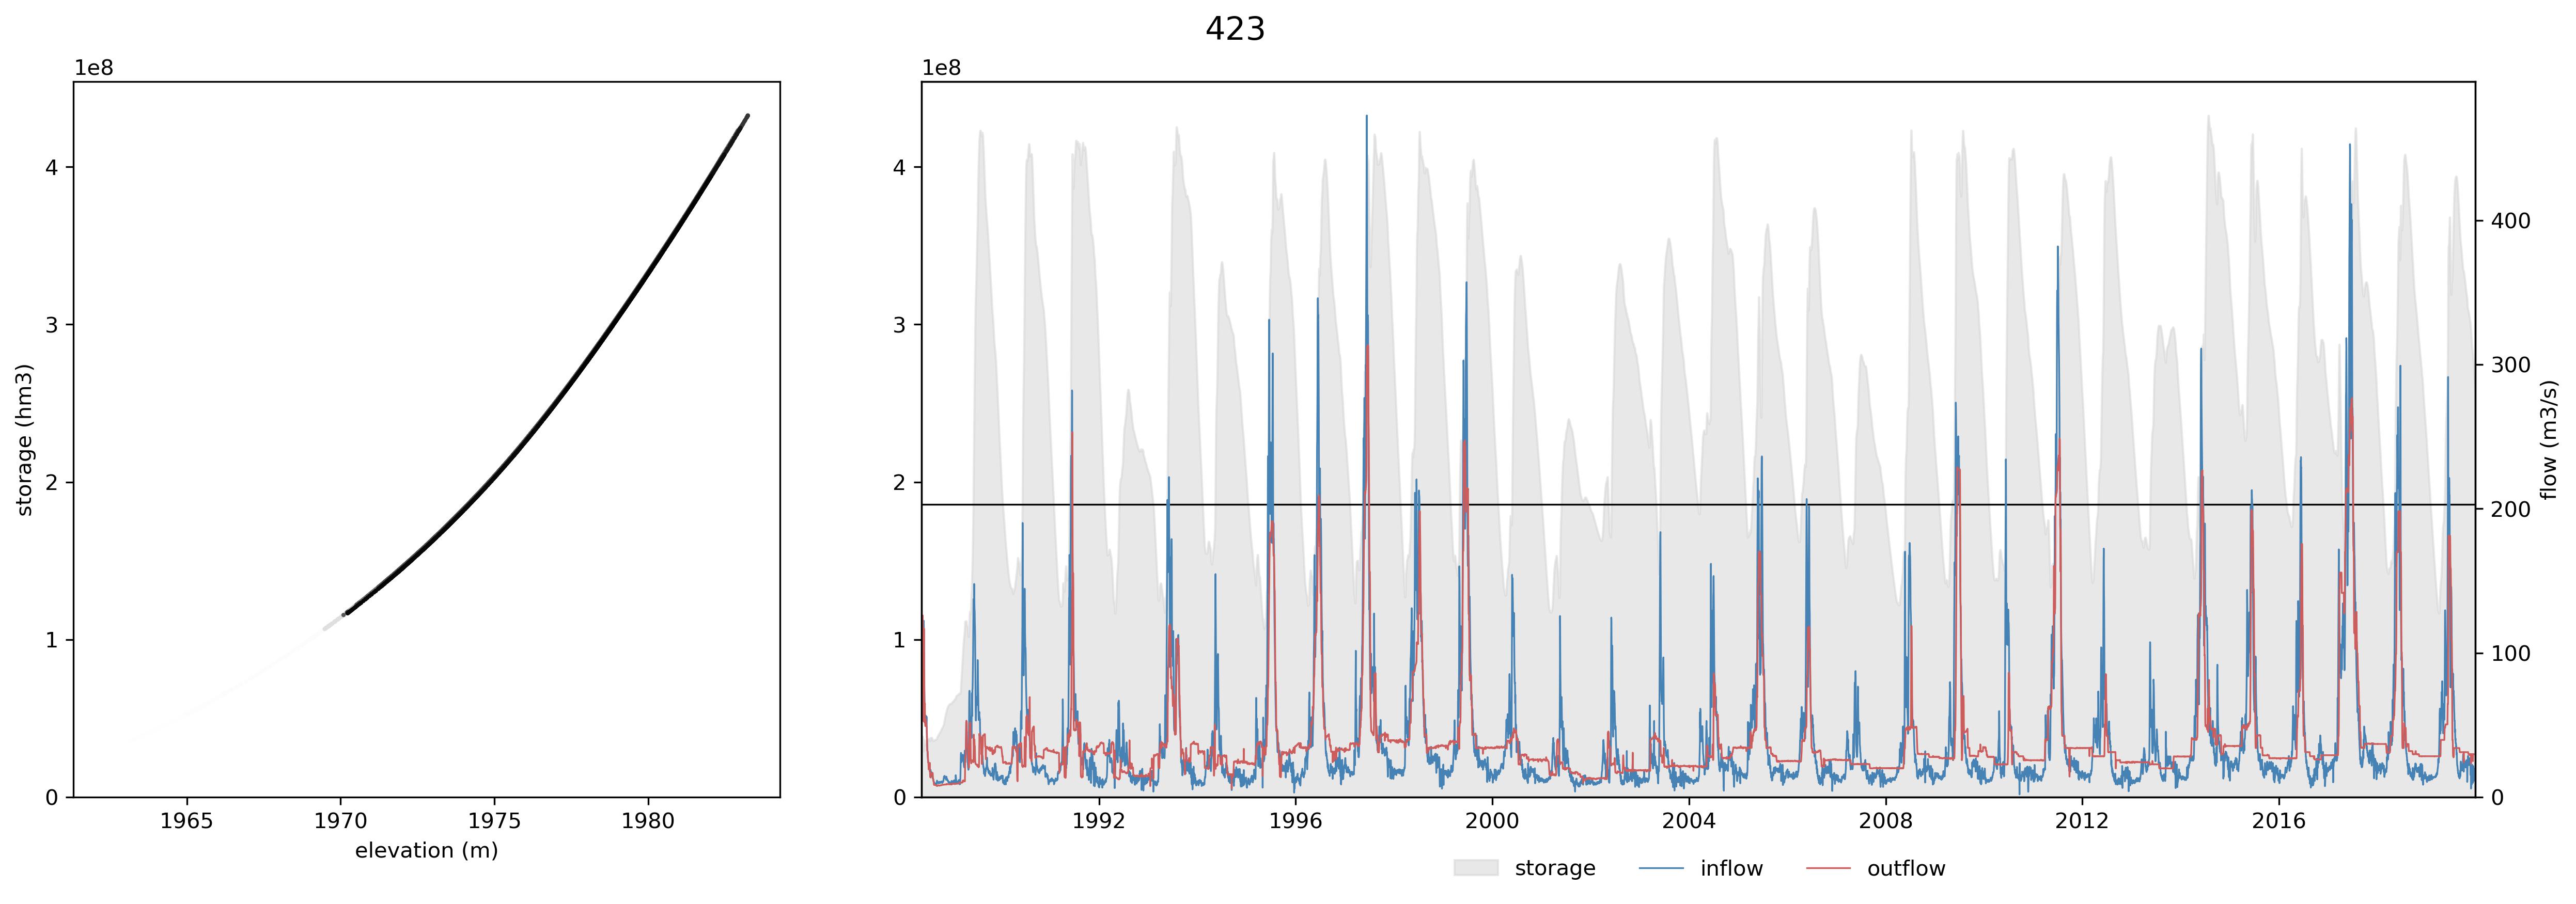 423
1e8
4
3
2
1
0
storage (hm3)
1965 1970 1975 1980
elevation (m)
1e8
4
3
2
1
0
1992 1996 2000 2004 2008 2012 2016
400
300
200
100
0
flow (m3/s)
storage inflow outflow